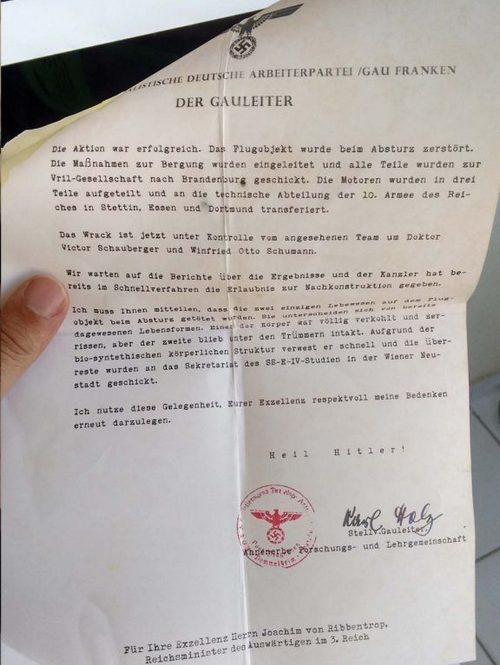 ALISTISCHE DEUTSCHE ARBEITERPARTEI /GAU FRANKEN
DER GAULEITER
Die Aktion war erfolgreich. Das Flugobjekt wurde beim Absturz zerstört.
Die Maßnahmen zur Bergung wurden eingeleitet und alle Teile wurden zur
Vril-Gesellschaft nach Brandenburg geschickt. Die Motoren wurden in drei
Teile aufgeteilt und an die technische Abteilung der 10. Armee des Rei-
ches in Stettin, Essen und Dortmund transferiert.
Das Wrack ist jetzt unter Kontrolle vom angesehenen Team um Doktor
Victor Schauberger und Winfried Otto Schumann.
Wir warten auf die Berichte über die Ergebnisse und der Kanzler hat be-
reits im Schnellverfahren die Erlaubnis zur Nachkonstruktion gegeben.
Ich muss Ihnen mitteilen, dass die zwei einzigen Lebewesen auf dem Flug-
objekt beim Absturz getötet wurden. Sie unterscheiden sich von bereits
dagewesenen Lebensformen. Einer der Körper war völlig verkohlt und zer-
rissen, aber der zweite blieb unter den Trümmern intakt. Aufgrund der
bio-syntethischen körperlichen Struktur verwest er schnell und die Über-
reste wurden an das Sekretariat des SS-E-IV-Studien in der Wiener Neu-
stadt geschickt.
Ich nutze diese Gelegenheit, Eurer Exzellenz respektvoll meine Bedenken
erneut darzulegen.
Heil Hitler!
Karl Holz
Stellv.Gauleiter.
Ahnenerbe Forschungs- und Lehrgemeinschaft
Für Ihre Exzellenz Herrn Joachim von Ribbentrop.
Reichsminister des Auswärtigen im 3. Reich